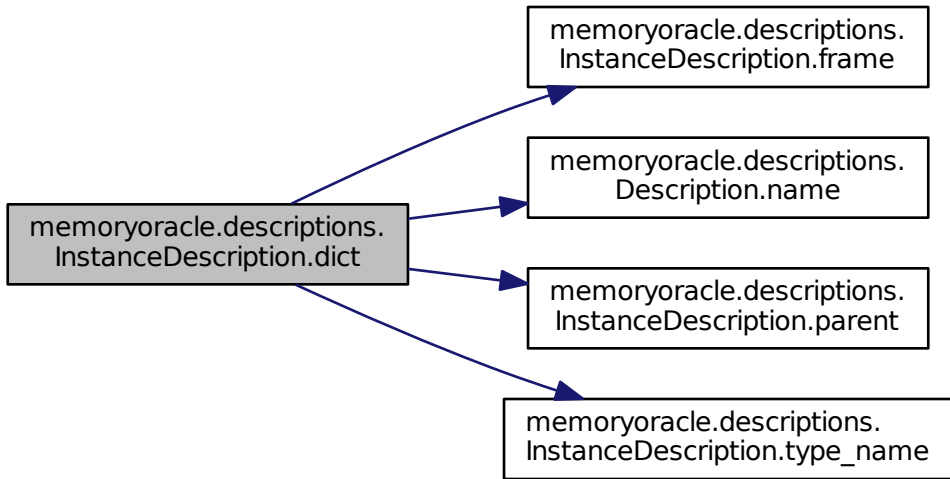 memoryoracle.descriptions.
InstanceDescription.frame
memoryoracle.descriptions.
Description.name
memoryoracle.descriptions.
InstanceDescription.dict
memoryoracle.descriptions.
InstanceDescription.parent
memoryoracle.descriptions.
InstanceDescription.type_name